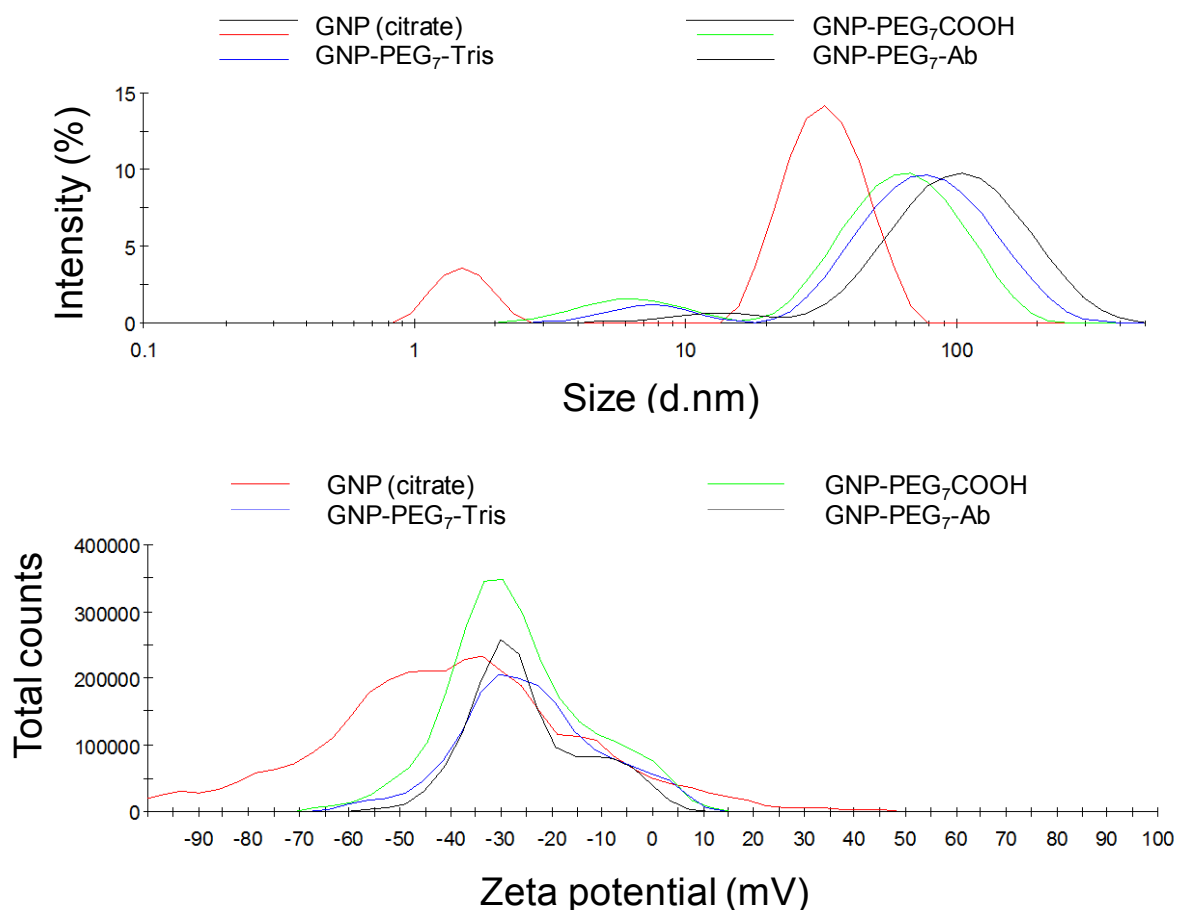 GNP (citrate) GNP-PEG₇COOH
GNP-PEG₇-Tris GNP-PEG₇-Ab
Intensity (%)
15
10
5
0
0.1 1 10 100
Size (d.nm)
GNP (citrate) GNP-PEG₇COOH
GNP-PEG₇-Tris GNP-PEG₇-Ab
Total counts
400000
300000
200000
100000
0
-90 -80 -70 -60 -50 -40 -30 -20 -10 0 10 20 30 40 50 60 70 80 90 100
Zeta potential (mV)